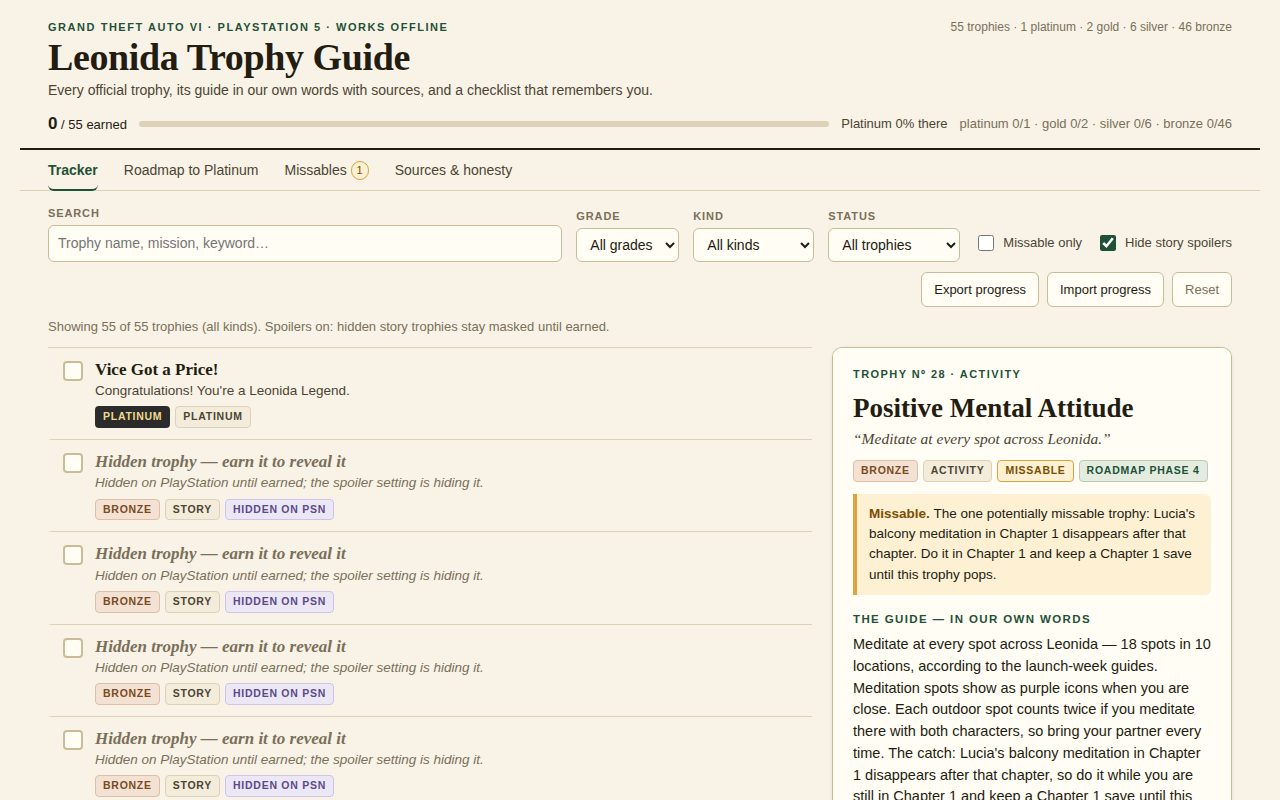 GRAND THEFT AUTO VI · PLAYSTATION 5 · WORKS OFFLINE
55 trophies · 1 platinum · 2 gold · 6 silver · 46 bronze
Leonida Trophy Guide
Every official trophy, its guide in our own words with sources, and a checklist that remembers you.
0 / 55 earned
Platinum 0% there
platinum 0/1 · gold 0/2 · silver 0/6 · bronze 0/46
Tracker
Roadmap to Platinum
Missables 1
Sources & honesty
SEARCH
Trophy name, mission, keyword…
GRADE
All grades
KIND
All kinds
STATUS
All trophies
Missable only
Hide story spoilers
Export progress
Import progress
Reset
Showing 55 of 55 trophies (all kinds). Spoilers on: hidden story trophies stay masked until earned.
Vice Got a Price!
Congratulations! You're a Leonida Legend.
PLATINUM PLATINUM
Hidden trophy — earn it to reveal it
Hidden on PlayStation until earned; the spoiler setting is hiding it.
BRONZE STORY HIDDEN ON PSN
Hidden trophy — earn it to reveal it
Hidden on PlayStation until earned; the spoiler setting is hiding it.
BRONZE STORY HIDDEN ON PSN
Hidden trophy — earn it to reveal it
Hidden on PlayStation until earned; the spoiler setting is hiding it.
BRONZE STORY HIDDEN ON PSN
Hidden trophy — earn it to reveal it
Hidden on PlayStation until earned; the spoiler setting is hiding it.
BRONZE STORY HIDDEN ON PSN
TROPHY Nº 28 · ACTIVITY
Positive Mental Attitude
“Meditate at every spot across Leonida.”
BRONZE ACTIVITY MISSABLE ROADMAP PHASE 4
Missable. The one potentially missable trophy: Lucia's
balcony meditation in Chapter 1 disappears after that
chapter. Do it in Chapter 1 and keep a Chapter 1 save
until this trophy pops.
THE GUIDE — IN OUR OWN WORDS
Meditate at every spot across Leonida — 18 spots in 10
locations, according to the launch-week guides.
Meditation spots show as purple icons when you are
close. Each outdoor spot counts twice if you meditate
there with both characters, so bring your partner every
time. The catch: Lucia's balcony meditation in Chapter
1 disappears after that chapter, so do it while you are
still in Chapter 1 and keep a Chapter 1 save until this